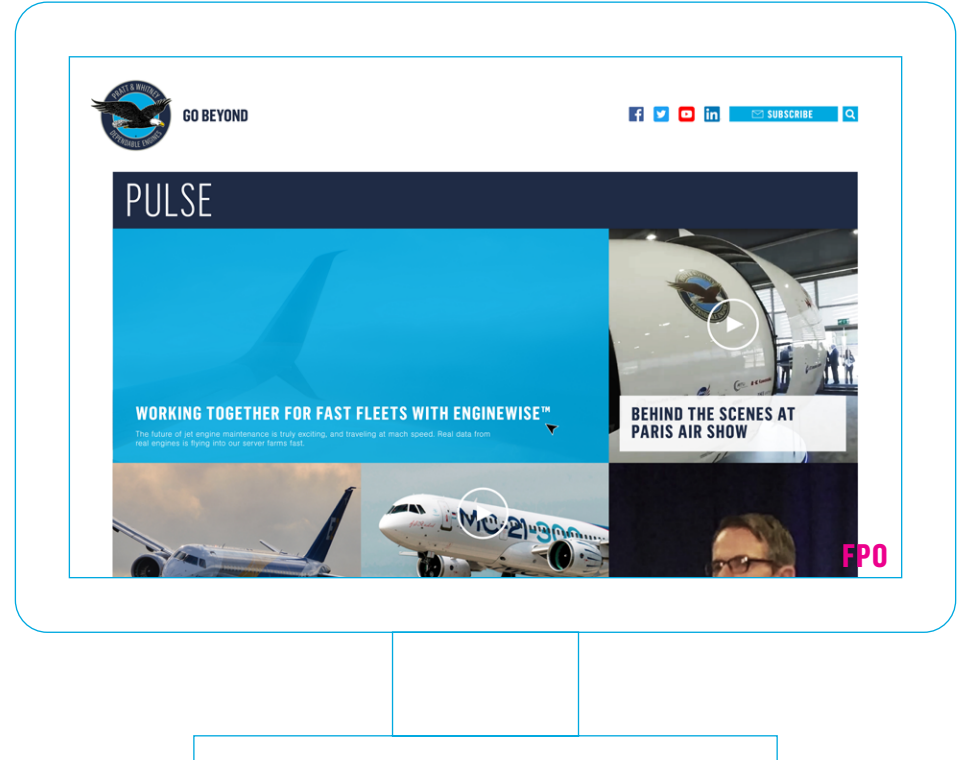 PRATT & WHITNEY
DEPENDABLE ENGINES
GO BEYOND
SUBSCRIBE
PULSE
WORKING TOGETHER FOR FAST FLEETS WITH ENGINEWISE™
The future of jet engine maintenance is truly exciting, and traveling at mach speed. Real data from
real engines is flying into our server farms fast.
BEHIND THE SCENES AT
PARIS AIR SHOW
MC-21-300
FPO